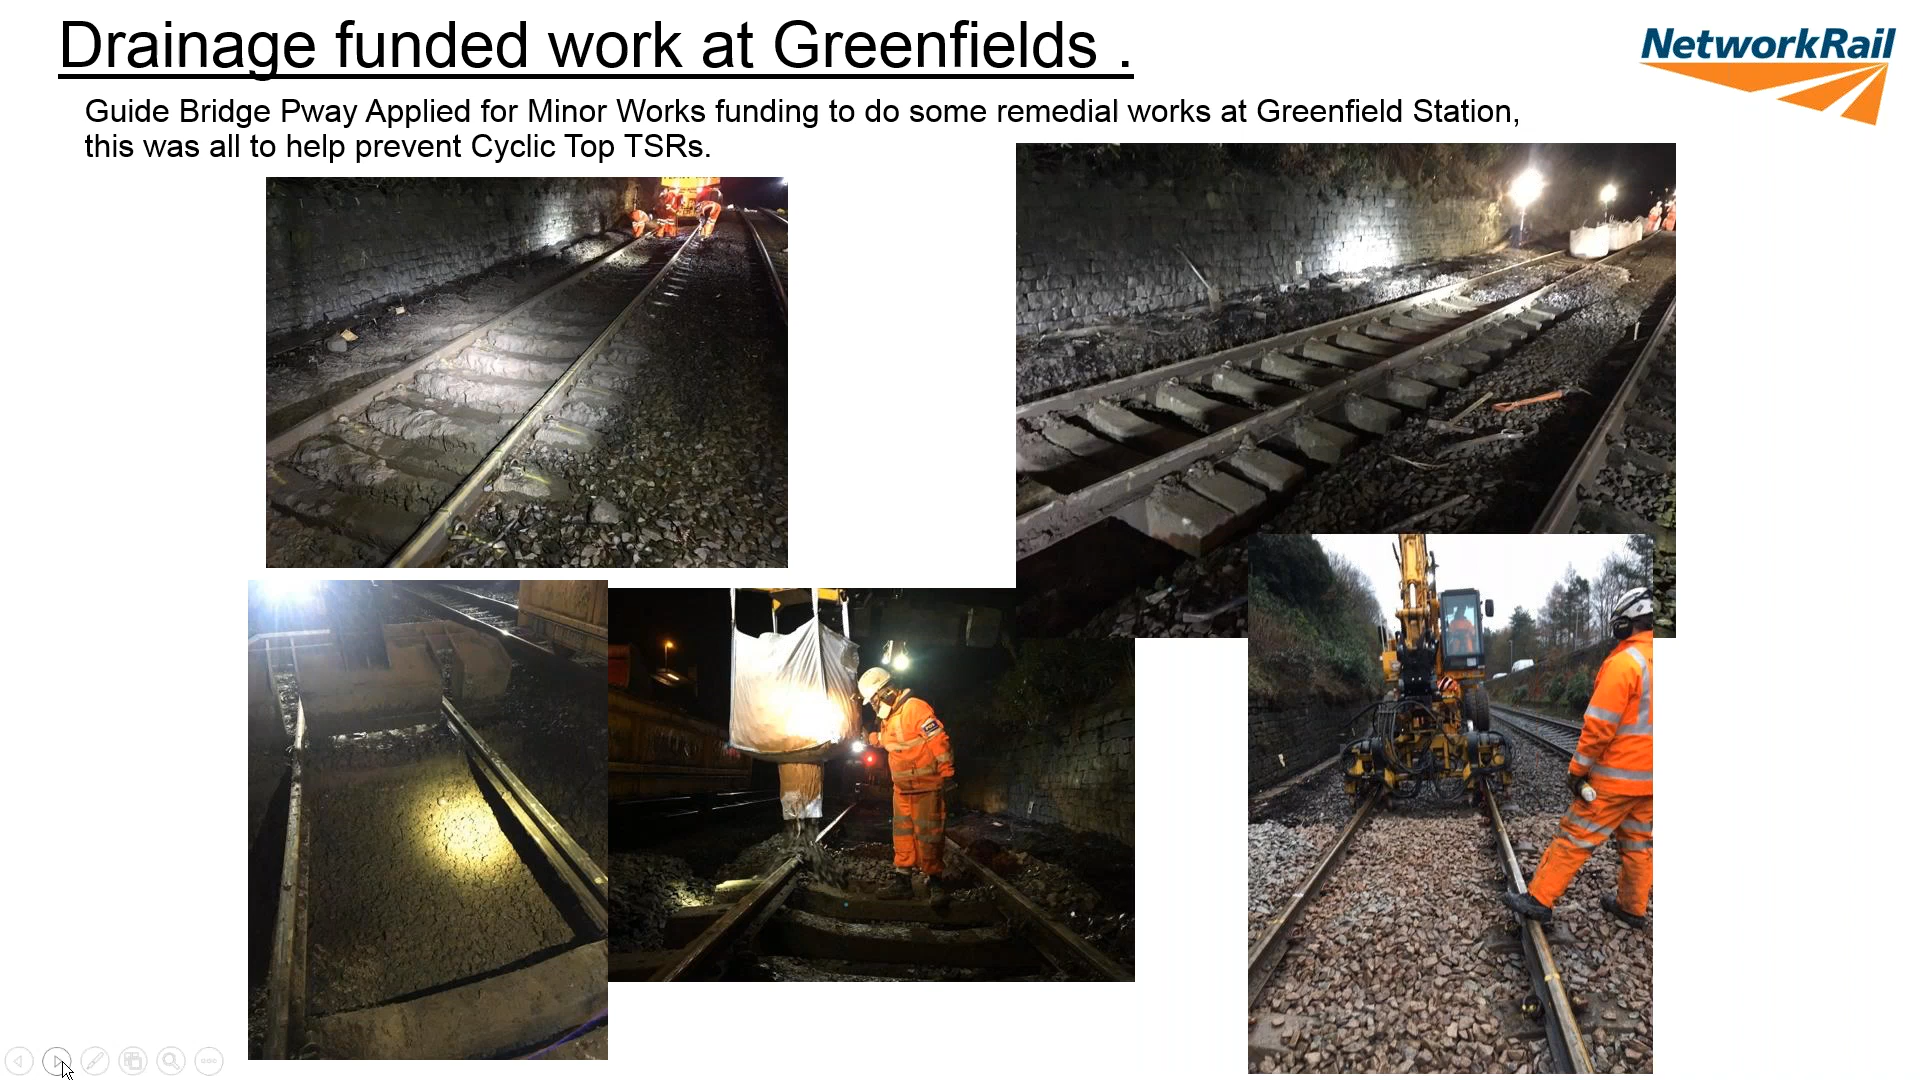 Drainage funded work at Greenfields .
NetworkRail
Guide Bridge Pway Applied for Minor Works funding to do some remedial works at Greenfield Station,
this was all to help prevent Cyclic Top TSRs.